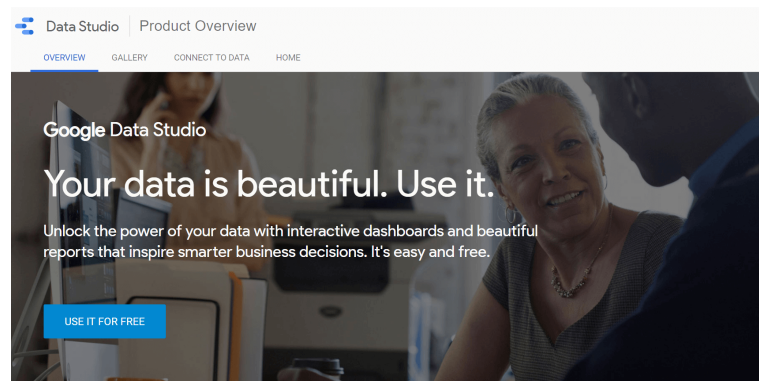 Data Studio Product Overview
OVERVIEW GALLERY CONNECT TO DATA HOME
Google Data Studio
Your data is beautiful. Use it.
Unlock the power of your data with interactive dashboards and beautiful
reports that inspire smarter business decisions. It's easy and free.
USE IT FOR FREE